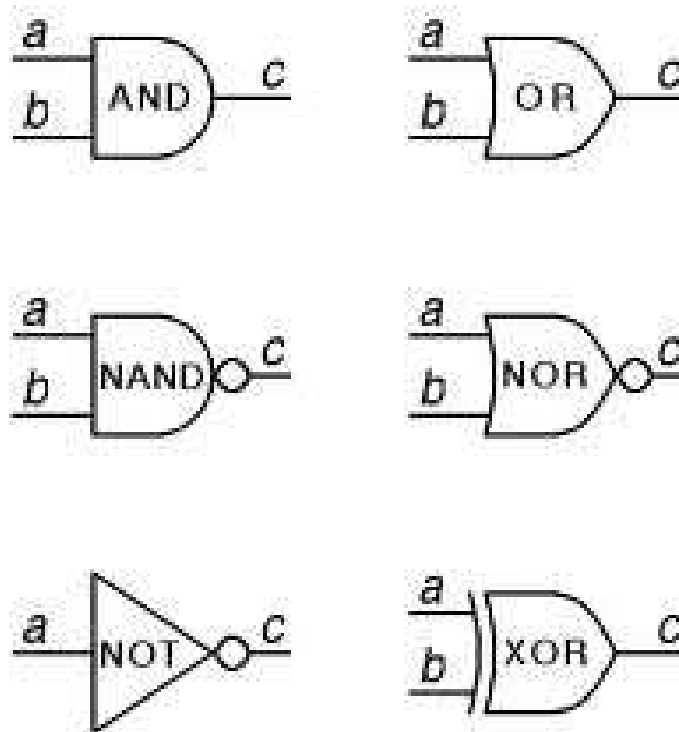 a a
AND c OR c
b b
a a
NAND c NOR c
b b
a NOT c a XOR c
b